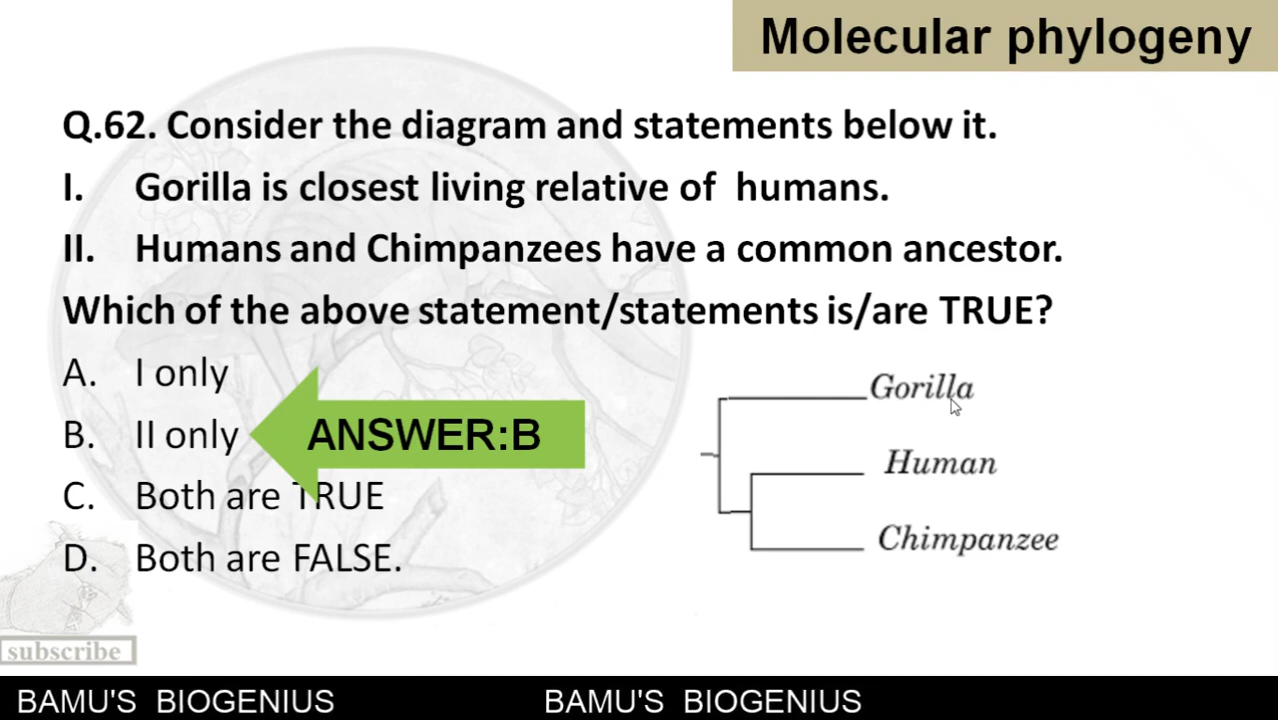 Molecular phylogeny
Q.62. Consider the diagram and statements below it.
I. Gorilla is closest living relative of humans.
II. Humans and Chimpanzees have a common ancestor.
Which of the above statement/statements is/are TRUE?
A. I only
B. II only
ANSWER:B
C. Both are TRUE
D. Both are FALSE.
Gorilla
Human
Chimpanzee
subscribe
BAMU'S BIOGENIUS BAMU'S BIOGENIUS